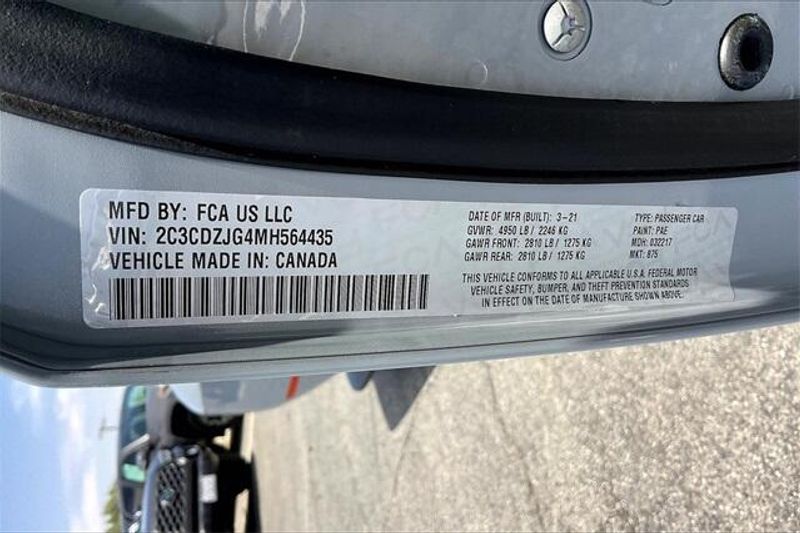 MFD BY: FCA US LLC
VIN: 2C3CDZJG4MH564435
VEHICLE MADE IN: CANADA
DATE OF MFR (BUILT): 3-21
GVWR: 4950 LB / 2246 KG
GAWR FRONT: 2810 LB / 1275 KG
GAWR REAR: 2810 LB / 1275 KG
TYPE: PASSENGER CAR
PAINT: PAE
MDH: 032217
MKT: 875
THIS VEHICLE CONFORMS TO ALL APPLICABLE U.S.A. FEDERAL MOTOR
VEHICLE SAFETY, BUMPER, AND THEFT PREVENTION STANDARDS
IN EFFECT ON THE DATE OF MANUFACTURE SHOWN ABOVE.